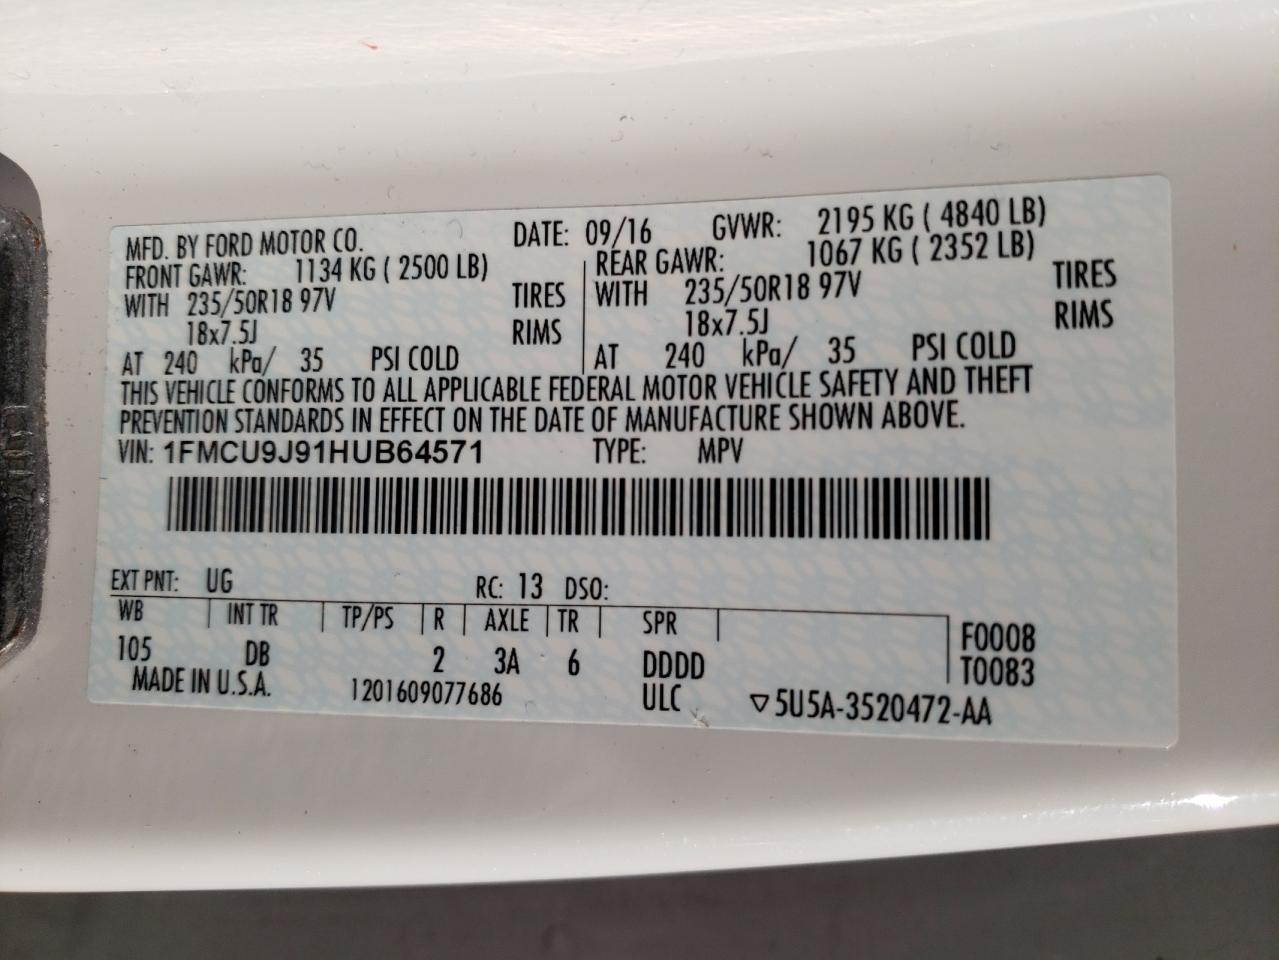 MFD. BY FORD MOTOR CO. DATE: 09/16 GVWR: 2195 KG ( 4840 LB)
FRONT GAWR: 1134 KG ( 2500 LB) REAR GAWR: 1067 KG ( 2352 LB)
WITH 235/50R18 97V TIRES WITH 235/50R18 97V TIRES
18x7.5J RIMS 18x7.5J RIMS
AT 240 kPa/ 35 PSI COLD AT 240 kPa/ 35 PSI COLD
THIS VEHICLE CONFORMS TO ALL APPLICABLE FEDERAL MOTOR VEHICLE SAFETY AND THEFT
PREVENTION STANDARDS IN EFFECT ON THE DATE OF MANUFACTURE SHOWN ABOVE.
VIN: 1FMCU9J91HUB64571 TYPE: MPV
EXT PNT: UG RC: 13 DSO:
WB INT TR TP/PS R AXLE TR SPR F0008
105 DB 2 3A 6 DDDD T0083
MADE IN U.S.A. 1201609077686 ULC ▽5U5A-3520472-AA